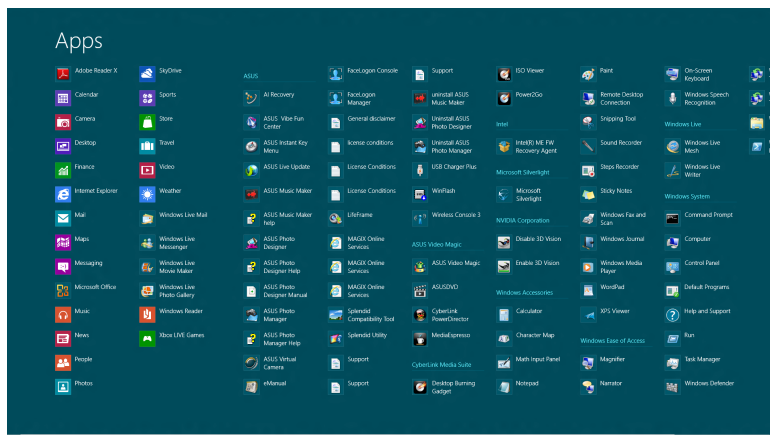 Apps
Adobe Reader X
Calendar
Camera
Desktop
Finance
Internet Explorer
Mail
Maps
Messaging
Microsoft Office
Music
News
People
Photos
SkyDrive
Sports
Store
Travel
Video
Weather
Windows Live Mail
Windows Live
Messenger
Windows Live
Movie Maker
Windows Live
Photo Gallery
Windows Reader
Xbox LIVE Games
ASUS
AI Recovery
ASUS Vibe Fun
Center
ASUS Instant Key
Menu
ASUS Live Update
ASUS Music Maker
ASUS Music Maker
help
ASUS Photo
Designer
ASUS Photo
Designer Help
ASUS Photo
Designer Manual
ASUS Photo
Manager
ASUS Photo
Manager Help
ASUS Virtual
Camera
eManual
FaceLogon Console
FaceLogon
Manager
General disclaimer
license conditions
License Conditions
License Conditions
LifeFrame
MAGIX Online
Services
MAGIX Online
Services
MAGIX Online
Services
Splendid
Compatibility Tool
Splendid Utility
Support
Support
Support
uninstall ASUS
Music Maker
Uninstall ASUS
Photo Designer
Uninstall ASUS
Photo Manager
USB Charger Plus
WinFlash
Wireless Console 3
ASUS Video Magic
ASUS Video Magic
ASUSDVD
CyberLink
PowerDirector
MediaEspresso
CyberLink Media Suite
Desktop Burning
Gadget
ISO Viewer
Power2Go
Intel
Intel(R) ME FW
Recovery Agent
Microsoft Silverlight
Microsoft
Silverlight
NVIDIA Corporation
Disable 3D Vision
Enable 3D Vision
Windows Accessories
Calculator
Character Map
Math Input Panel
Notepad
Paint
Remote Desktop
Connection
Snipping Tool
Sound Recorder
Steps Recorder
Sticky Notes
Windows Fax and
Scan
Windows Journal
Windows Media
Player
WordPad
XPS Viewer
Windows Ease of Access
Magnifier
Narrator
On-Screen
Keyboard
Windows Speech
Recognition
Windows Live
Windows Live
Mesh
Windows Live
Writer
Windows System
Command Prompt
Computer
Control Panel
Default Programs
Help and Support
Run
Task Manager
Windows Defender